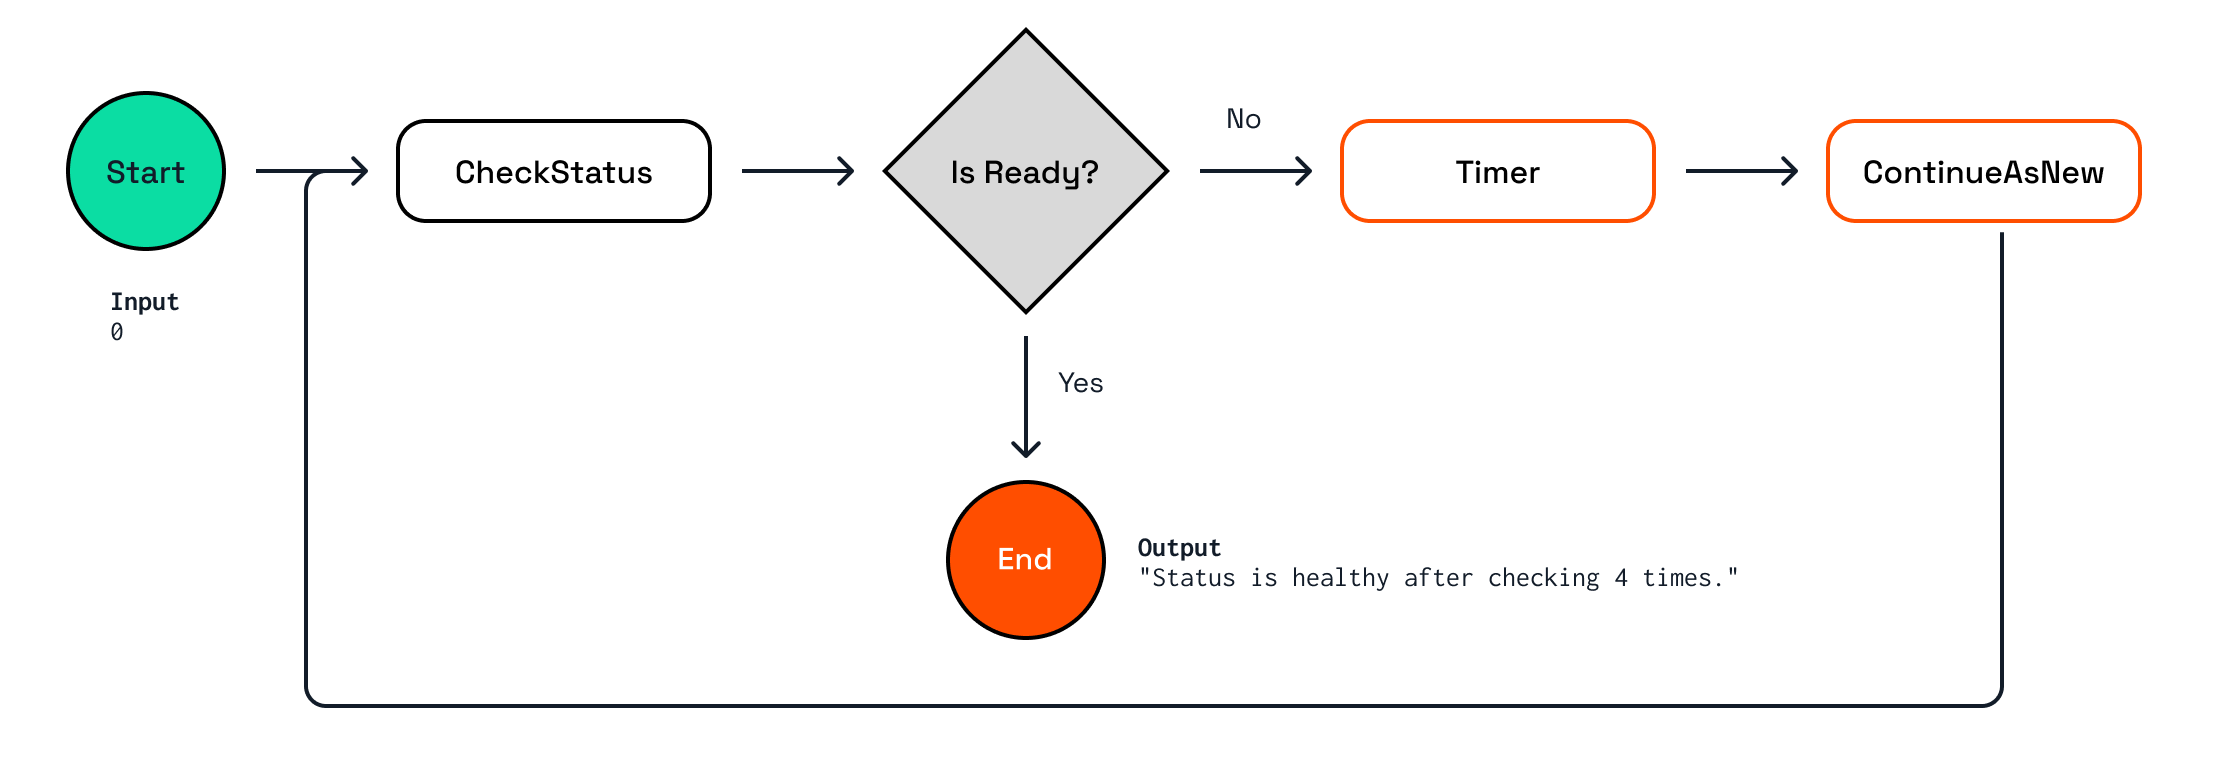 Start
CheckStatus
Is Ready?
No
Timer
ContinueAsNew
Input
0
Yes
End
Output
"Status is healthy after checking 4 times."